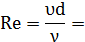 Re = υd/ν =